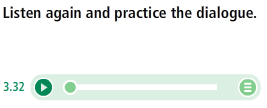 Listen again and practice the dialogue.
3.32